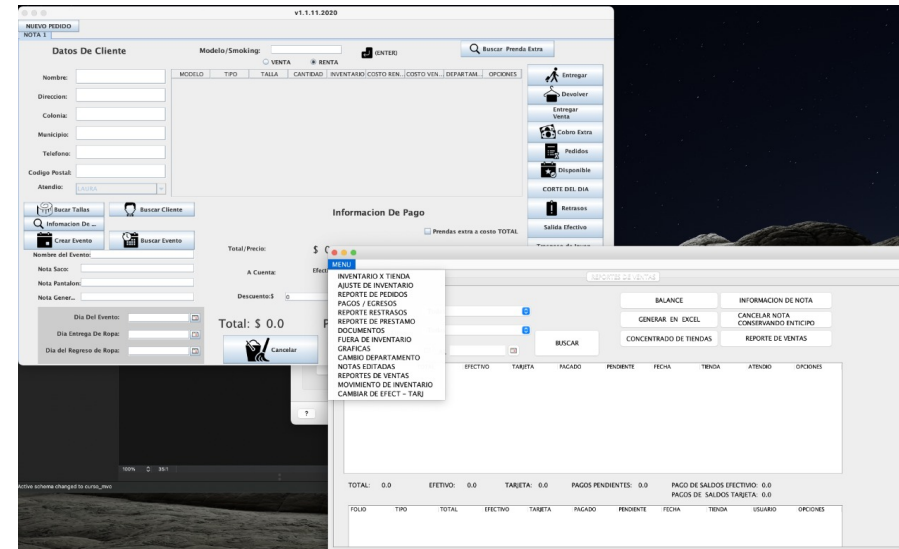 v1.1.11.2020
NUEVO PEDIDO
NOTA 1
Datos De Cliente
Modelo/Smoking:
(ENTER)
Buscar Prenda Extra
VENTA
RENTA
MODELO TIPO TALLA CANTIDAD INVENTARIO COSTO REN... COSTO VEN... DEPARTAM... OPCIONES
Nombre:
Direccion:
Colonia:
Municipio:
Telefono:
Codigo Postal:
Atendio: LAURA
Entregar
Devolver
Entregar
Venta
Cobro Extra
Pedidos
Disponible
CORTE DEL DIA
Retrasos
Salida Efectivo
Bucar Tallas
Buscar Cliente
Infomacion De ...
Crear Evento
Buscar Evento
Nombre del Evento:
Nota Saco:
Nota Pantalon:
Nota Gener...
Dia Del Evento:
Dia Entrega De Ropa:
Dia del Regreso de Ropa:
Informacion De Pago
Prendas extra a costo TOTAL
Total/Precio: $
A Cuenta:
Descuento:$ 0
Total: $ 0.0
Cancelar
MENU
INVENTARIO X TIENDA
AJUSTE DE INVENTARIO
REPORTE DE PEDIDOS
PAGOS / EGRESOS
REPORTE RESTRASOS
REPORTE DE PRESTAMO
DOCUMENTOS
FUERA DE INVENTARIO
GRAFICAS
CAMBIO DEPARTAMENTO
NOTAS EDITADAS
REPORTES DE VENTAS
MOVIMIENTO DE INVENTARIO
CAMBIAR DE EFECT - TARJ
REPORTES DE VENTAS
BUSCAR
BALANCE
INFORMACION DE NOTA
GENERAR EN EXCEL
CANCELAR NOTA
CONSERVANDO ENTICIPO
CONCENTRADO DE TIENDAS
REPORTE DE VENTAS
EFECTIVO TARJETA PAGADO PENDIENTE FECHA TIENDA ATENDIO OPCIONES
TOTAL: 0.0 EFETIVO: 0.0 TARJETA: 0.0 PAGOS PENDIENTES: 0.0 PAGO DE SALDOS EFECTIVIO: 0.0
PAGOS DE SALDOS TARJETA: 0.0
FOLIO TIPO TOTAL EFECTIVO TARJETA PAGADO PENDIENTE FECHA TIENDA USUARIO OPCIONES
?
100%
35:1
Active scheme changed to curso_mvn